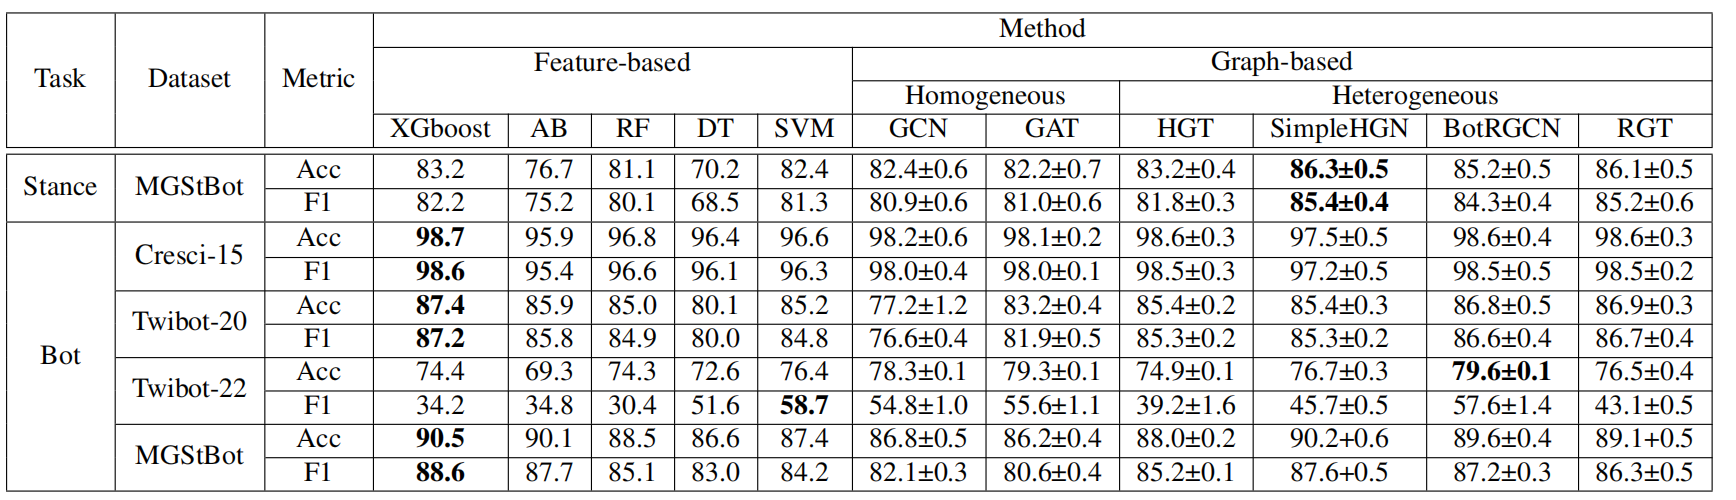 Task Dataset Metric Method
Feature-based Graph-based
Homogeneous Heterogeneous
XGboost AB RF DT SVM GCN GAT HGT SimpleHGN BotRGCN RGT
Stance MGStBot Acc 83.2 76.7 81.1 70.2 82.4 82.4±0.6 82.2±0.7 83.2±0.4 86.3±0.5 85.2±0.5 86.1±0.5
F1 82.2 75.2 80.1 68.5 81.3 80.9±0.6 81.0±0.6 81.8±0.3 85.4±0.4 84.3±0.4 85.2±0.6
Bot Cresci-15 Acc 98.7 95.9 96.8 96.4 96.6 98.2±0.6 98.1±0.2 98.6±0.3 97.5±0.5 98.6±0.4 98.6±0.3
F1 98.6 95.4 96.6 96.1 96.3 98.0±0.4 98.0±0.1 98.5±0.3 97.2±0.5 98.5±0.5 98.5±0.2
Twibot-20 Acc 87.4 85.9 85.0 80.1 85.2 77.2±1.2 83.2±0.4 85.4±0.2 85.4±0.3 86.8±0.5 86.9±0.3
F1 87.2 85.8 84.9 80.0 84.8 76.6±0.4 81.9±0.5 85.3±0.2 85.3±0.2 86.6±0.4 86.7±0.4
Twibot-22 Acc 74.4 69.3 74.3 72.6 76.4 78.3±0.1 79.3±0.1 74.9±0.1 76.7±0.3 79.6±0.1 76.5±0.4
F1 34.2 34.8 30.4 51.6 58.7 54.8±1.0 55.6±1.1 39.2±1.6 45.7±0.5 57.6±1.4 43.1±0.5
MGStBot Acc 90.5 90.1 88.5 86.6 87.4 86.8±0.5 86.2±0.4 88.0±0.2 90.2+0.6 89.6±0.4 89.1+0.5
F1 88.6 87.7 85.1 83.0 84.2 82.1±0.3 80.6±0.4 85.2±0.1 87.6+0.5 87.2±0.3 86.3±0.5